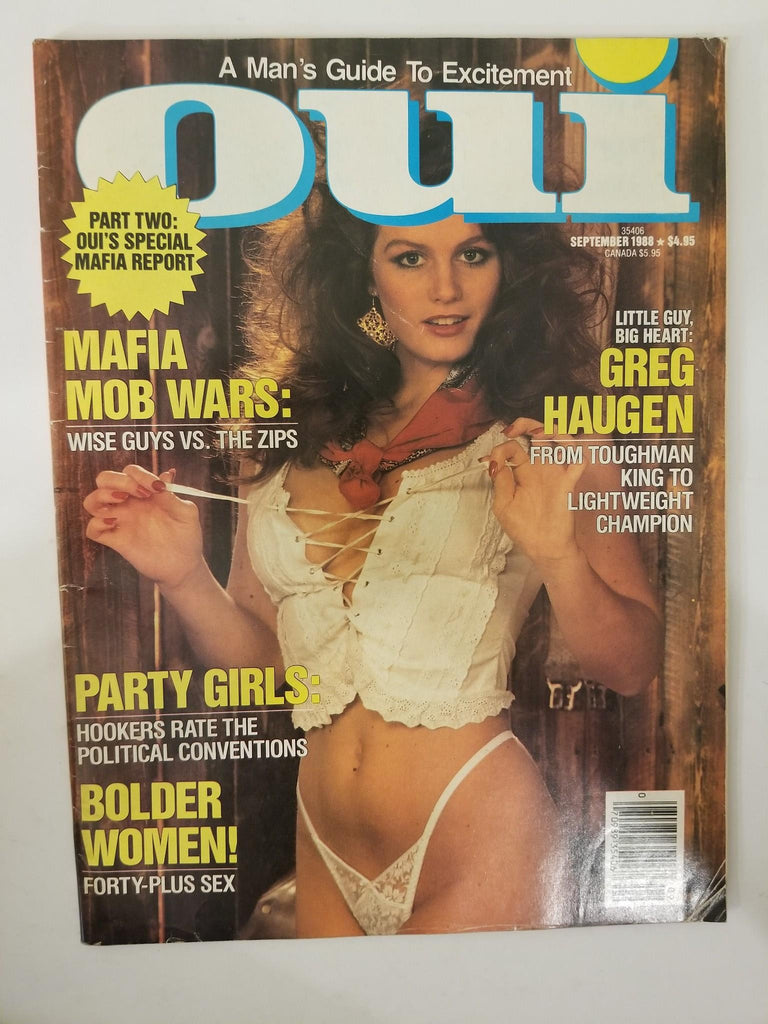 A Man's Guide To Excitement
oui
PART TWO:
OUI'S SPECIAL
MAFIA REPORT
35406
SEPTEMBER 1988 ★ $4.95
CANADA $5.95
MAFIA
MOB WARS:
WISE GUYS VS. THE ZIPS
LITTLE GUY,
BIG HEART:
GREG
HAUGEN
FROM TOUGHMAN
KING TO
LIGHTWEIGHT
CHAMPION
PARTY GIRLS:
HOOKERS RATE THE
POLITICAL CONVENTIONS
BOLDER
WOMEN!
FORTY-PLUS SEX